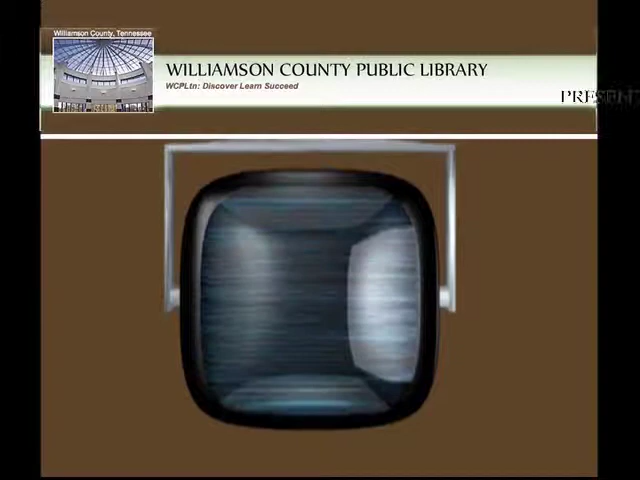 Williamson County, Tennessee
WILLIAMSON COUNTY PUBLIC LIBRARY
WCPLtn: Discover Learn Succeed